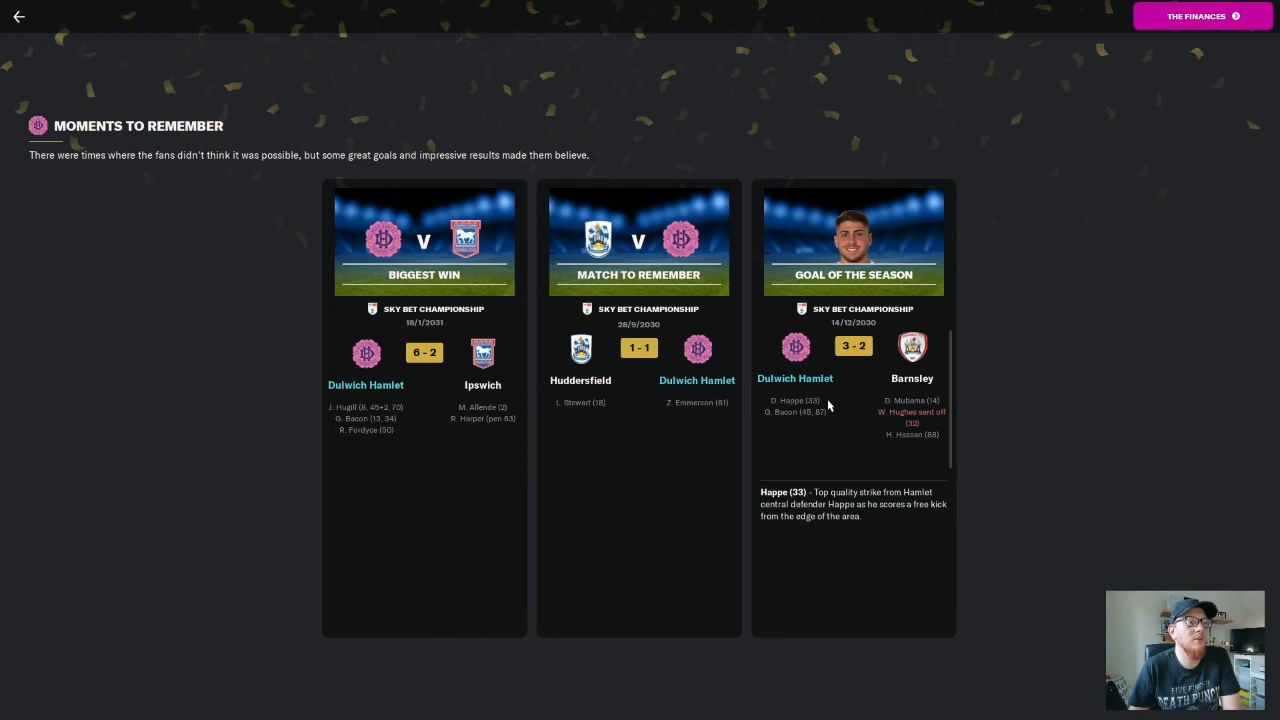 THE FINANCES
MOMENTS TO REMEMBER
There were times where the fans didn't think it was possible, but some great goals and impressive results made them believe.
V
BIGGEST WIN
SKY BET CHAMPIONSHIP
18/1/2031
6 - 2
Dulwich Hamlet
Ipswich
J. Hugill (8, 45+2, 70)
G. Bacon (13, 34)
R. Fordyce (50)
M. Allende (2)
R. Harper (pen 63)
V
MATCH TO REMEMBER
SKY BET CHAMPIONSHIP
28/9/2030
1 - 1
Huddersfield
Dulwich Hamlet
L. Stewart (18)
Z. Emmerson (81)
GOAL OF THE SEASON
SKY BET CHAMPIONSHIP
14/12/2030
3 - 2
Dulwich Hamlet
Barnsley
D. Happe (33)
G. Bacon (45, 87)
D. Mubama (14)
W. Hughes sent off
(32)
H. Hassan (88)
Happe (33) - Top quality strike from Hamlet
central defender Happe as he scores a free kick
from the edge of the area.
FIVE FINGER
DEATH PUNCH